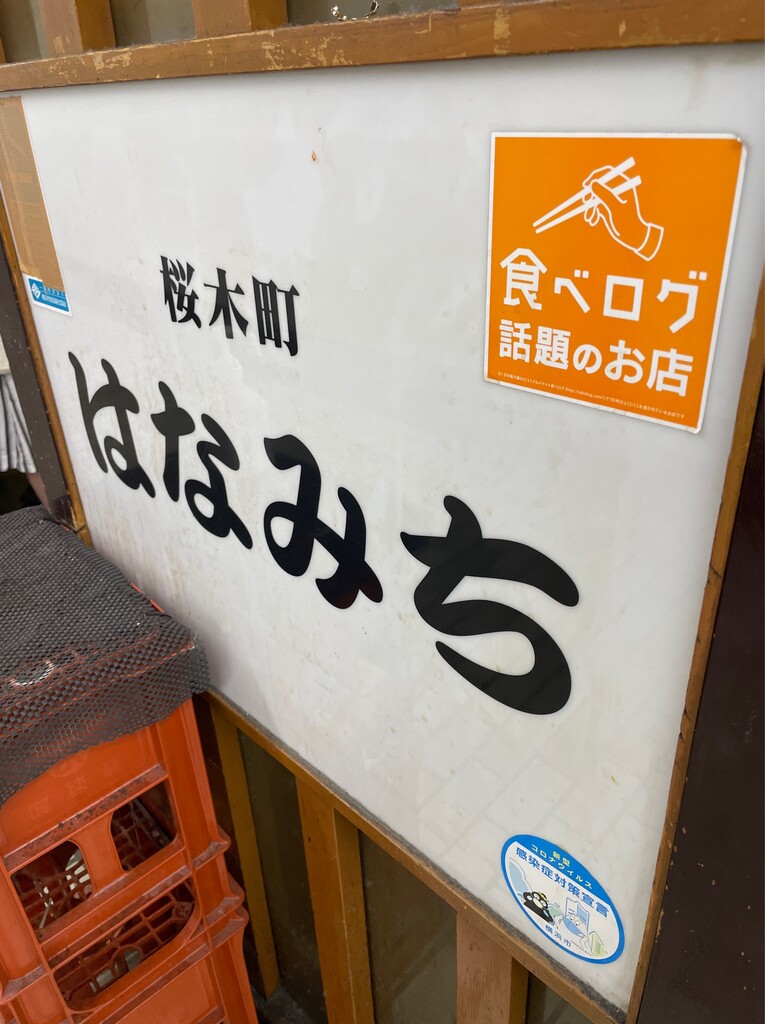 桜木町
はなみち
食べログ
話題のお店
新型
コロナウイルス
感染症対策宣言
横浜市